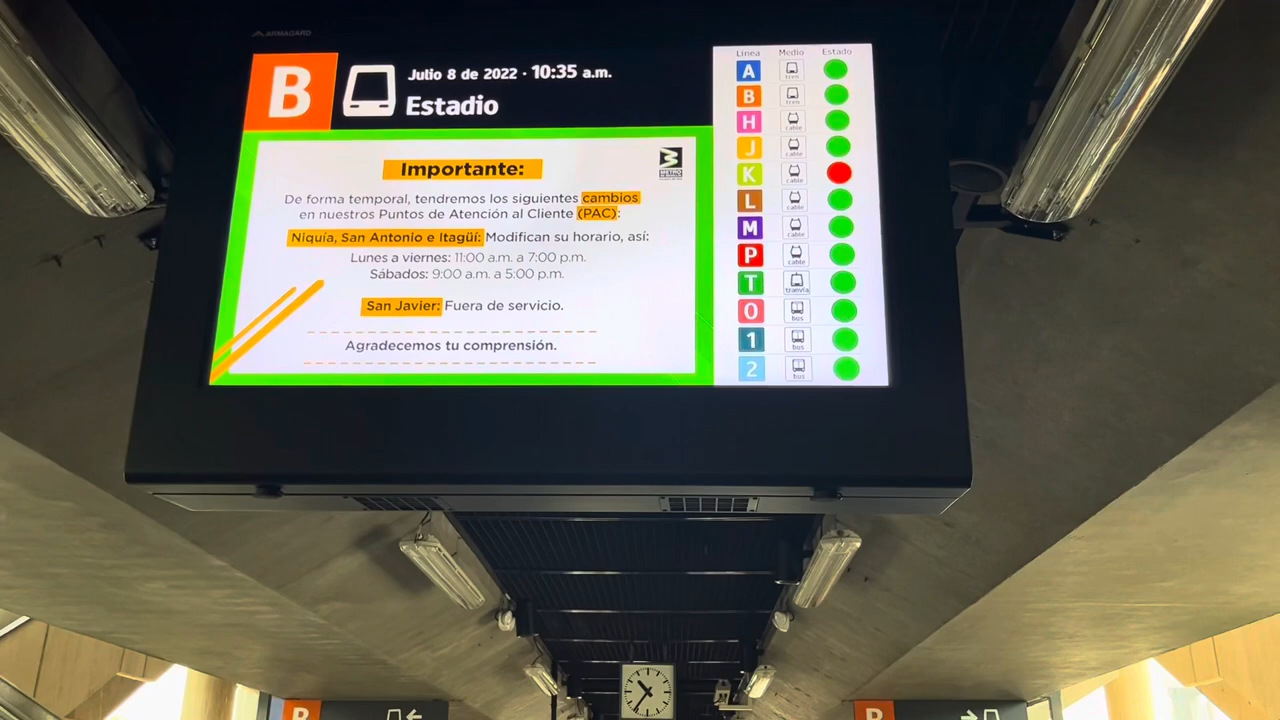 ARMAGARD
B
Julio 8 de 2022 · 10:35 a.m.
Estadio
Importante:
METRO
De forma temporal, tendremos los siguientes cambios
en nuestros Puntos de Atención al Cliente (PAC):
Niquía, San Antonio e Itagüí: Modifican su horario, así:
Lunes a viernes: 11:00 a.m. a 7:00 p.m.
Sábados: 9:00 a.m. a 5:00 p.m.
San Javier: Fuera de servicio.
Agradecemos tu comprensión.
Línea Medio Estado
A tren
B tren
H cable
J cable
K cable
L cable
M cable
P cable
T tranvía
O bus
1 bus
2 bus
B
B